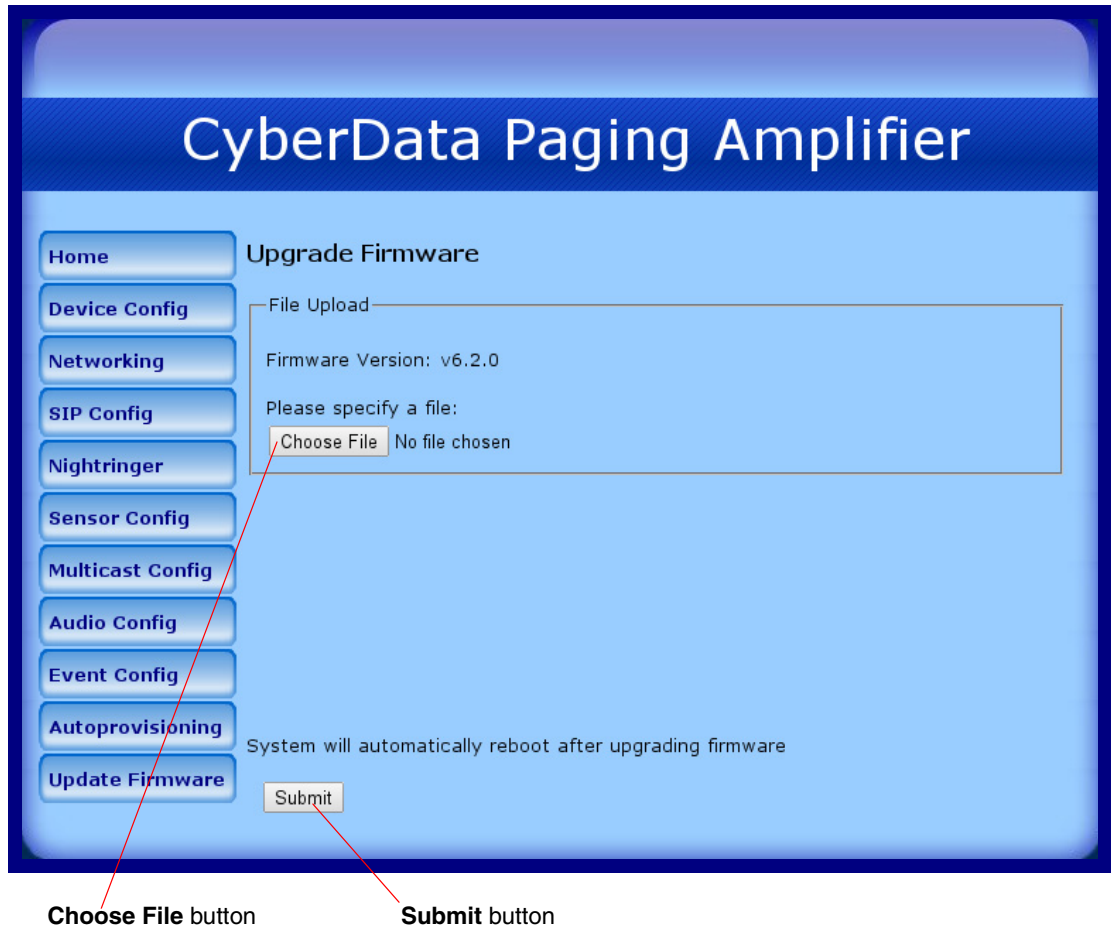 CyberData Paging Amplifier
Home
Device Config
Networking
SIP Config
Nightringer
Sensor Config
Multicast Config
Audio Config
Event Config
Autoprovisioning
Update Firmware
Upgrade Firmware
File Upload
Firmware Version: v6.2.0
Please specify a file:
Choose File No file chosen
System will automatically reboot after upgrading firmware
Submit
Choose File button
Submit button